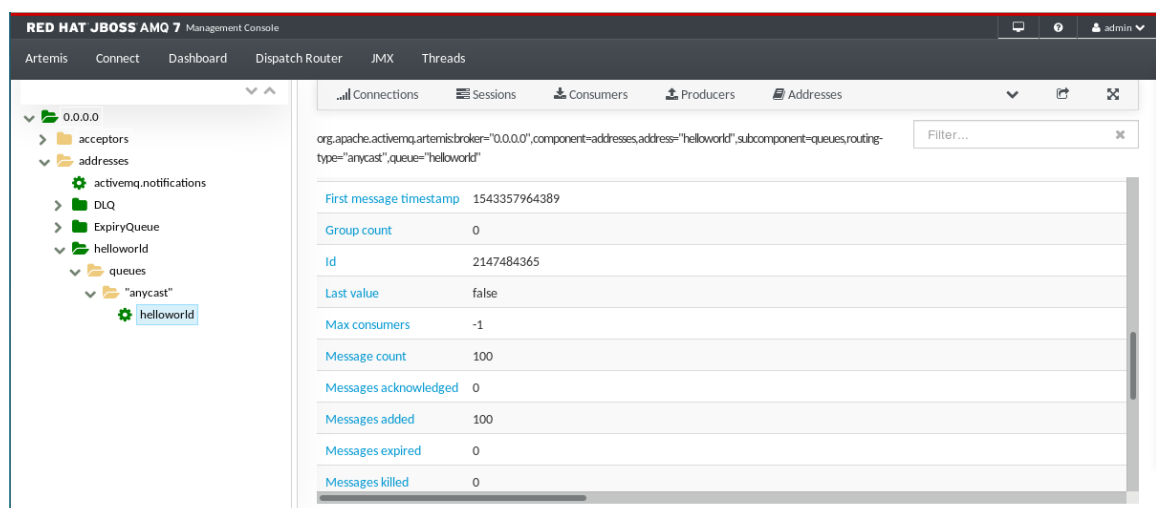 RED HAT JBOSS AMQ 7 Management Console
admin
Artemis Connect Dashboard Dispatch Router JMX Threads
Connections Sessions Consumers Producers Addresses
0.0.0.0
acceptors
addresses
activemq.notifications
DLQ
ExpiryQueue
helloworld
queues
"anycast"
helloworld
org.apache.activemq.artemis:broker="0.0.0.0",component=addresses,address="helloworld",subcomponent=queues,routing-
type="anycast",queue="helloworld"
Filter...
First message timestamp 1543357964389
Group count 0
Id 2147484365
Last value false
Max consumers -1
Message count 100
Messages acknowledged 0
Messages added 100
Messages expired 0
Messages killed 0